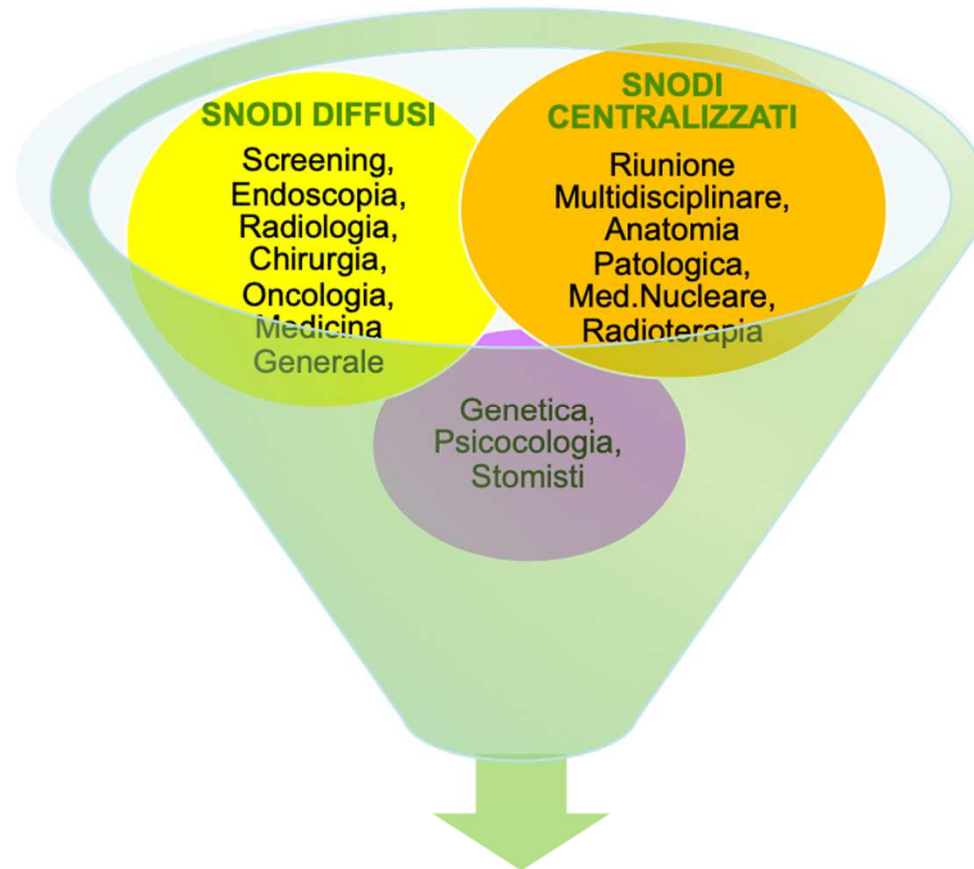 SNODI DIFFUSI
Screening,
Endoscopia,
Radiologia,
Chirurgia,
Oncologia,
Medicina
Generale
SNODI
CENTRALIZZATI
Riunione
Multidisciplinare,
Anatomia
Patologica,
Med.Nucleare,
Radioterapia
Genetica,
Psicocologia,
Stomisti